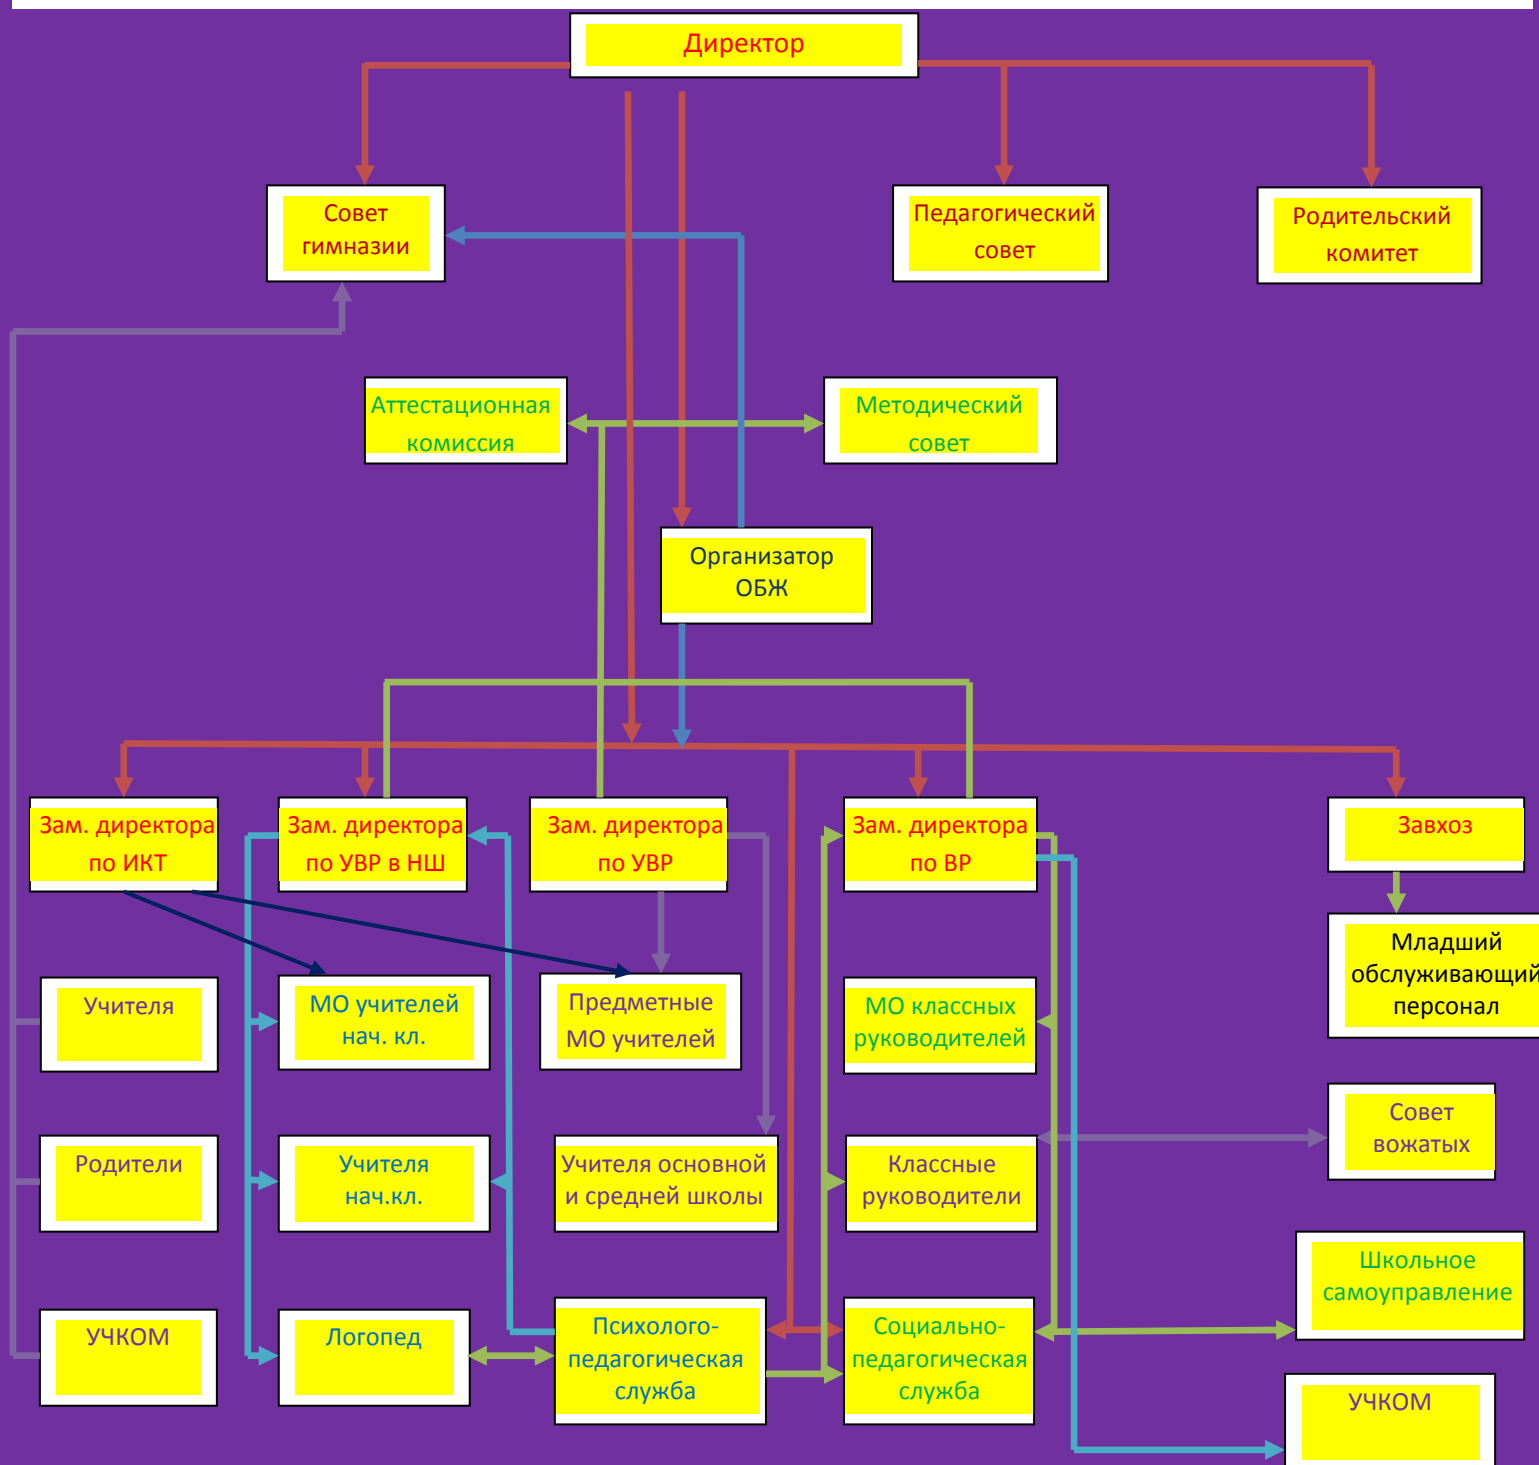 Директор
Совет
гимназии
Педагогический
совет
Родительский
комитет
Аттестационная
комиссия
Методический
совет
Организатор
ОБЖ
Зам. директора
по ИКТ
Зам. директора
по УВР в НШ
Зам. директора
по УВР
Зам. директора
по ВР
Завхоз
Младший
обслуживающий
персонал
Учителя
МО учителей
нач. кл.
Предметные
МО учителей
МО классных
руководителей
Совет
вожатых
Родители
Учителя
нач.кл.
Учителя основной
и средней школы
Классные
руководители
Школьное
самоуправление
УЧКОМ
Логопед
Психолого-
педагогическая
служба
Социально-
педагогическая
служба
УЧКОМ